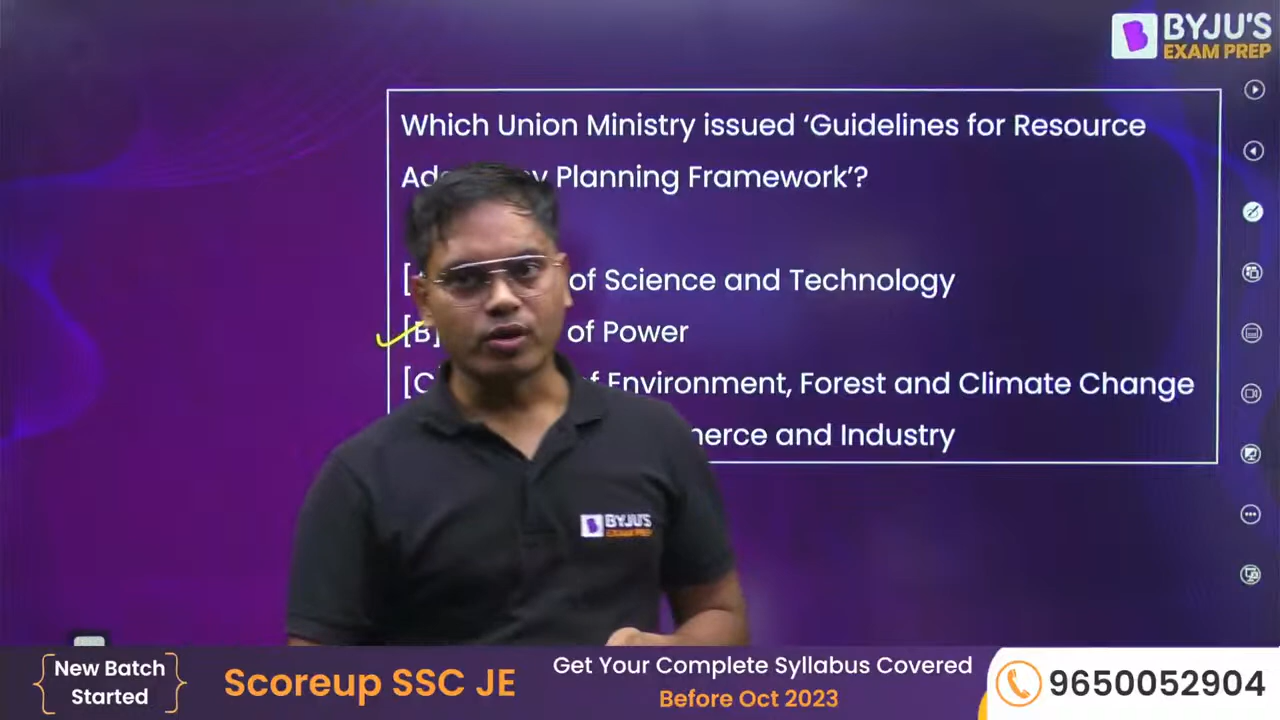 BYJU'S
EXAM PREP
Which Union Ministry issued ‘Guidelines for Resource
Planning Framework’?
of Science and Technology
[B] of Power
Environment, Forest and Climate Change
and Industry
BYJU'S
EXAM PREP
New Batch
Started
Scoreup SSC JE
Get Your Complete Syllabus Covered
Before Oct 2023
9650052904